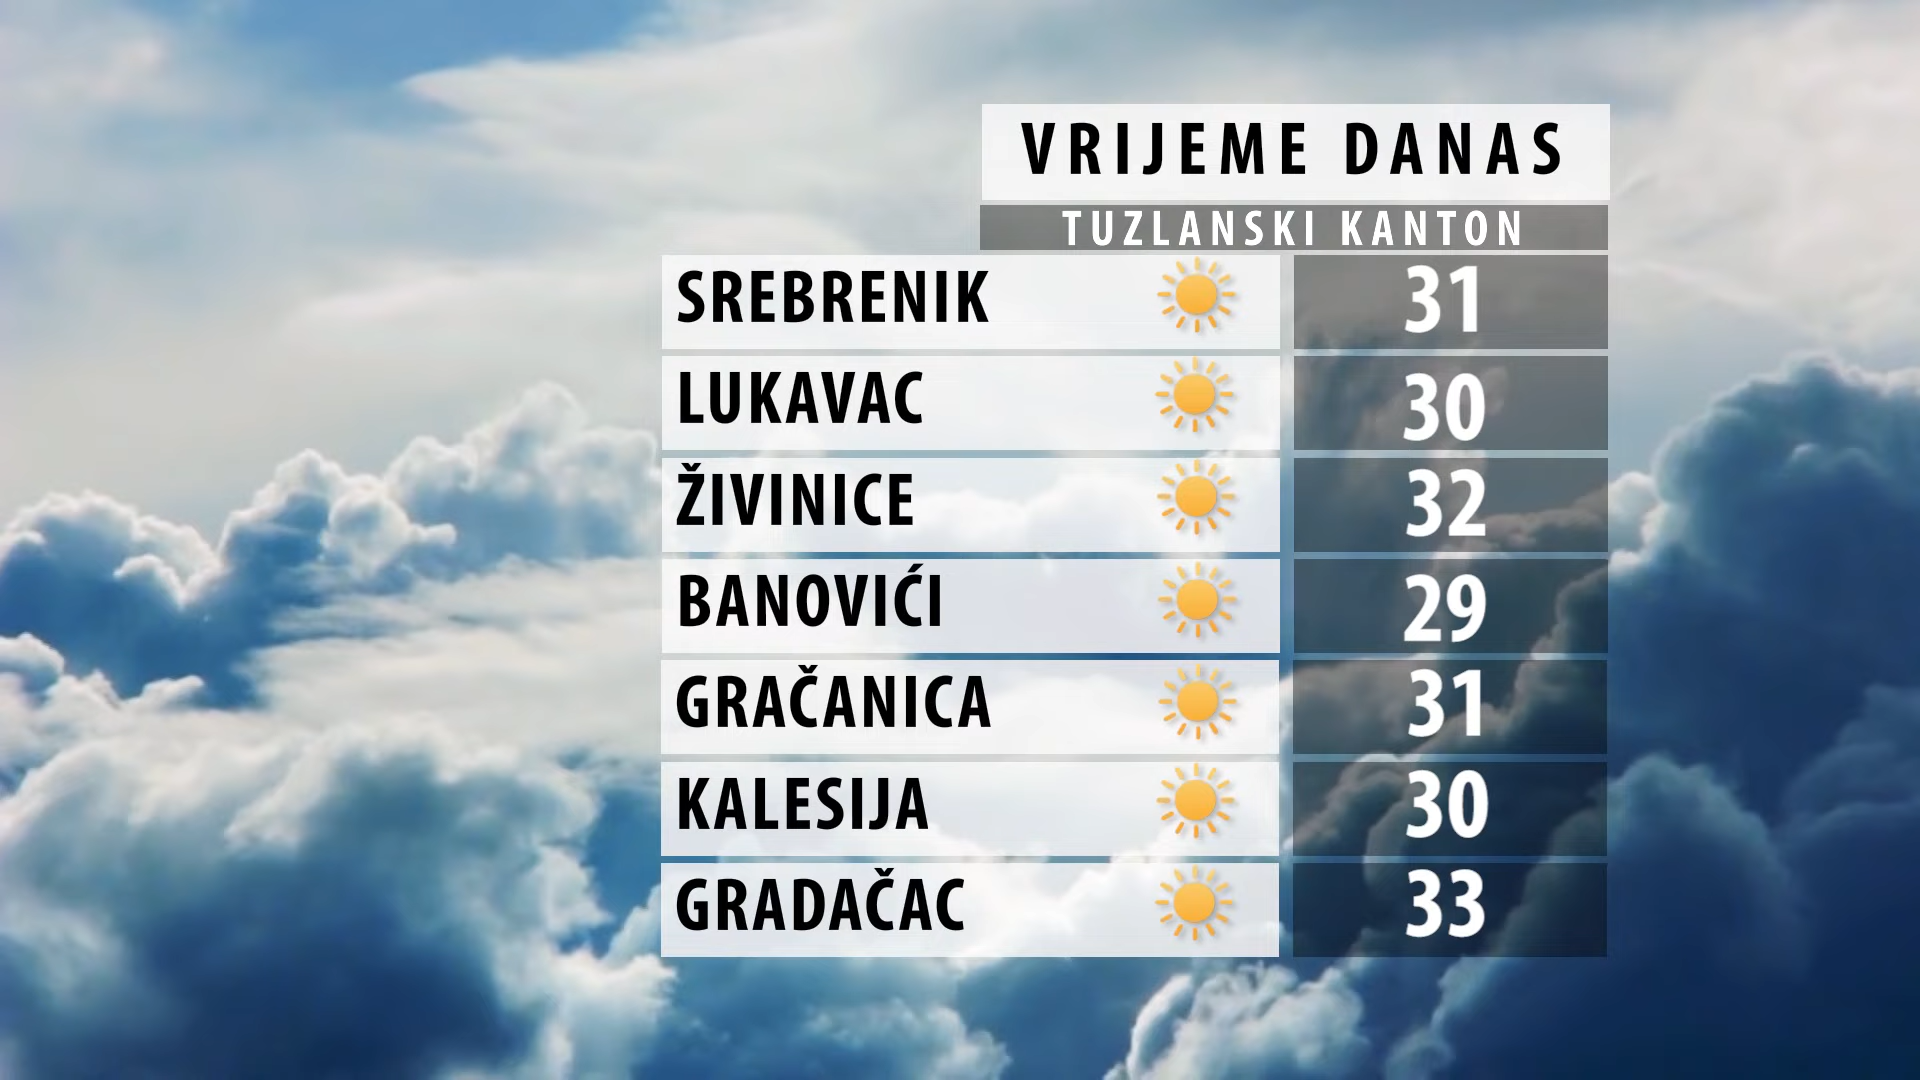 VRIJEME DANAS
TUZLANSKI KANTON
SREBRENIK 31
LUKAVAC 30
ŽIVINICE 32
BANOVIĆI 29
GRAČANICA 31
KALESIJA 30
GRADAČAC 33